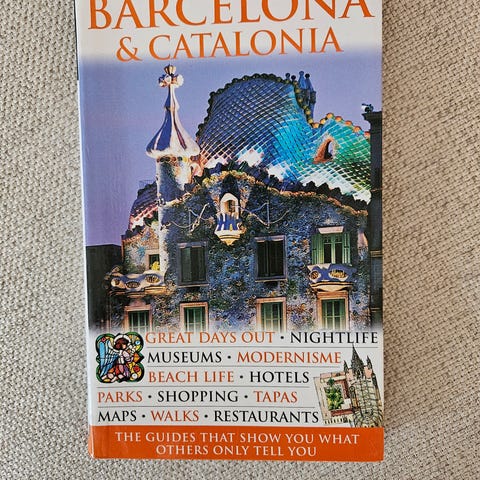 BARCELONA
& CATALONIA
GREAT DAYS OUT • NIGHTLIFE
MUSEUMS • MODERNISME
BEACH LIFE • HOTELS
PARKS • SHOPPING • TAPAS
MAPS • WALKS • RESTAURANTS
THE GUIDES THAT SHOW YOU WHAT
OTHERS ONLY TELL YOU